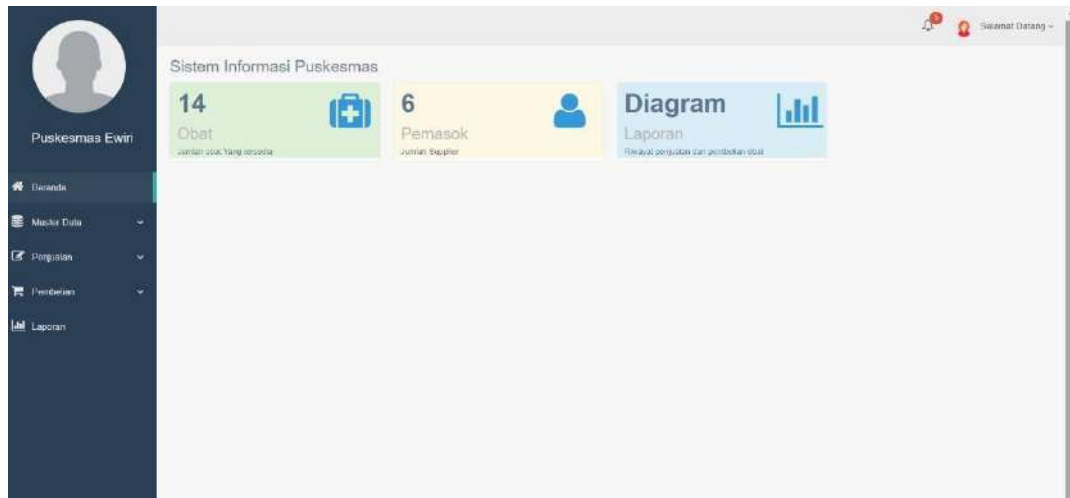 Selamat Datang
Sistem Informasi Puskesmas
14
Obat
Jumlah obat Yang tersedia
6
Pemasok
Jumlah Supplier
Diagram
Laporan
Riwayat penjualan dan pembelian obat
Puskesmas Ewiri
Beranda
Master Data
Penjualan
Pembelian
Laporan